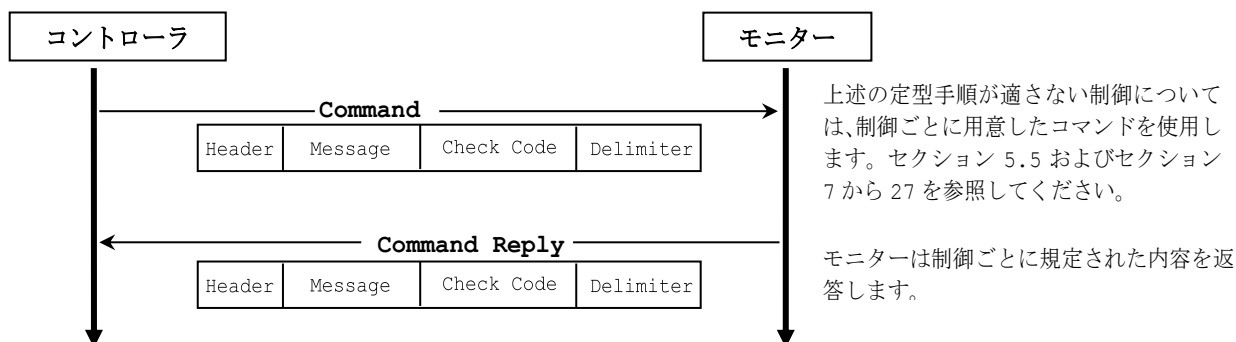 コントローラ
モニター
Command
Header Message Check Code Delimiter
上述の定型手順が適さない制御について
は、制御ごとに用意したコマンドを使用し
ます。セクション 5.5 およびセクション
7 から 27 を参照してください。
Command Reply
Header Message Check Code Delimiter
モニターは制御ごとに規定された内容を返
答します。